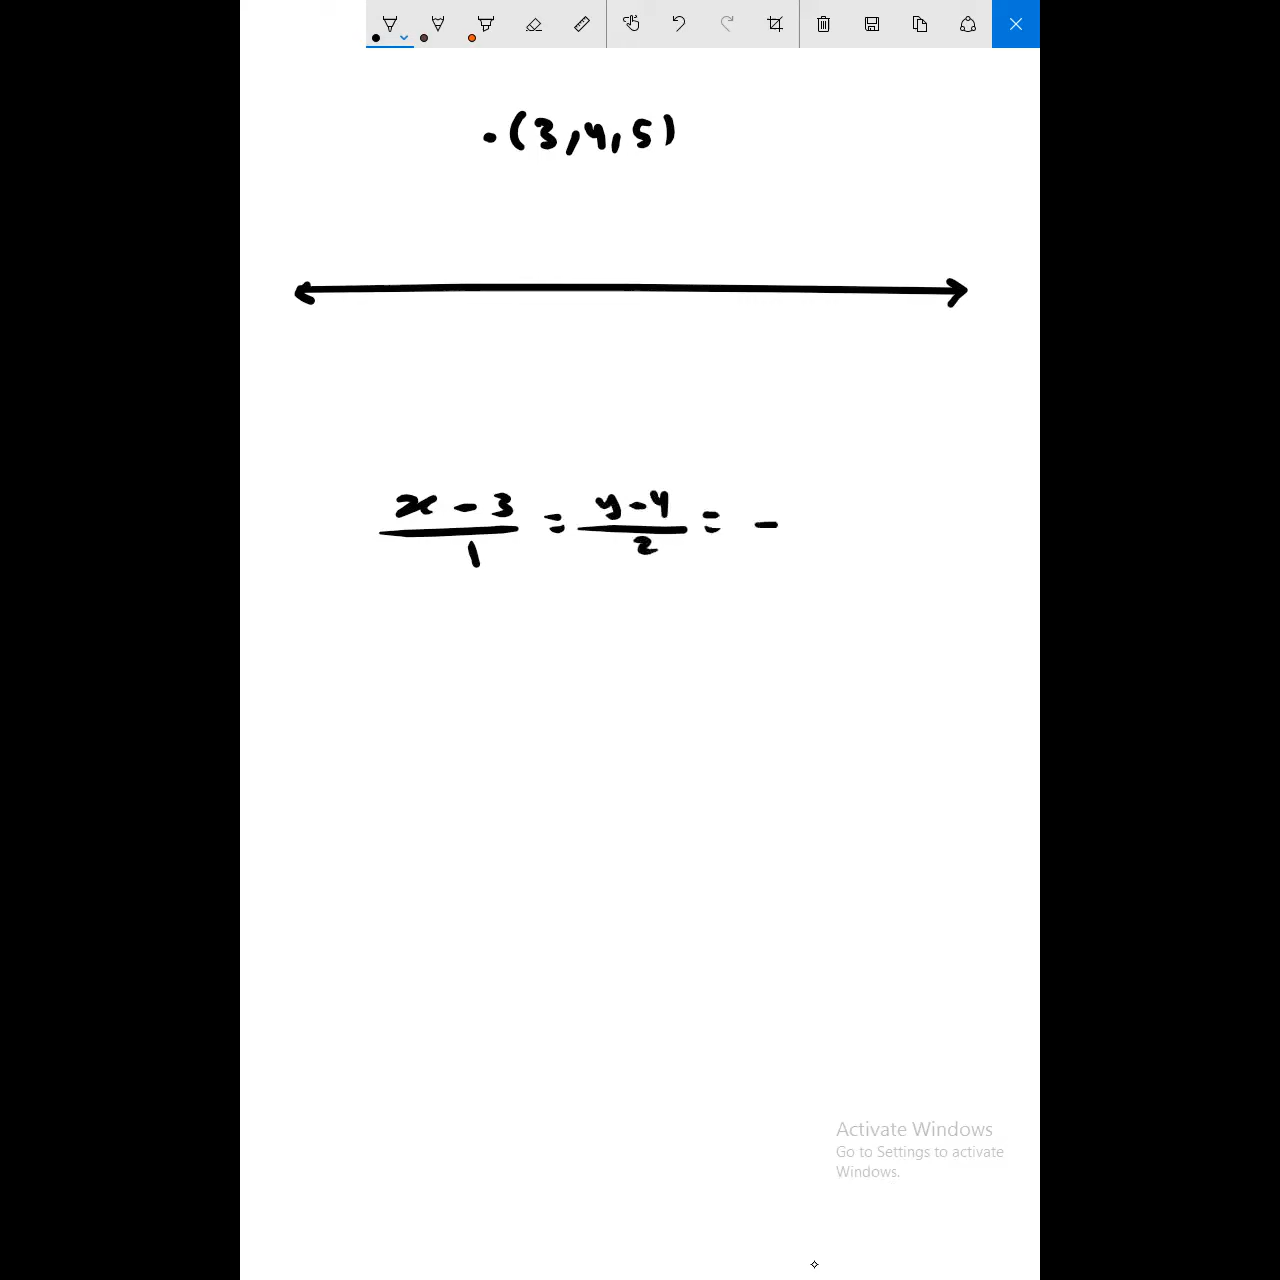 .(3,4,5)
x - 3 / 1 = y - 4 / 2 = -
Activate Windows
Go to Settings to activate
Windows.